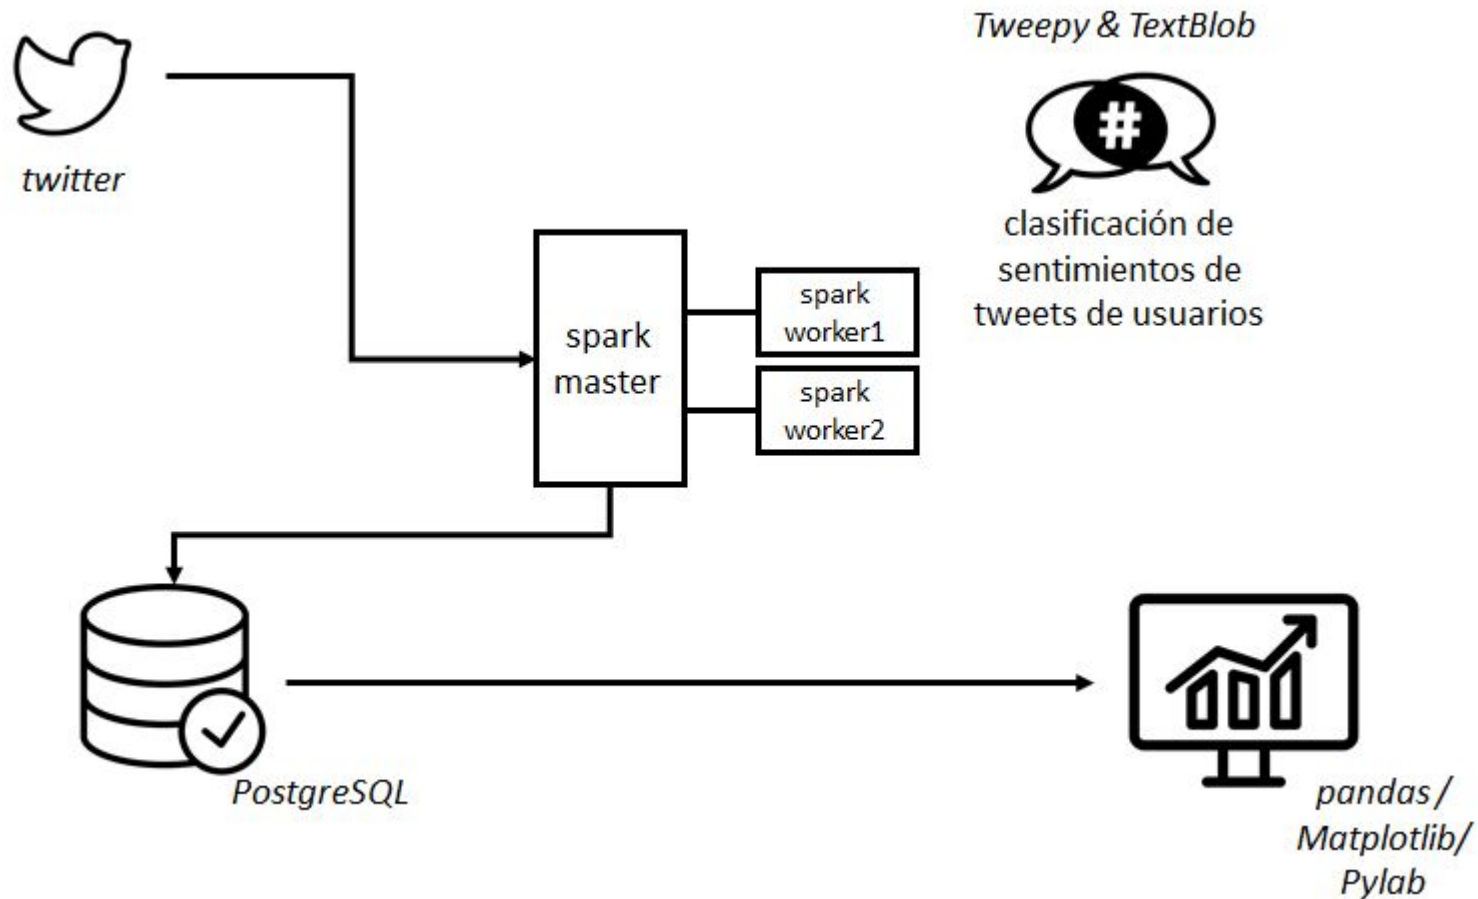 Tweepy & TextBlob
twitter
#
clasificación de
sentimientos de
tweets de usuarios
spark
master
spark
worker1
spark
worker2
PostgreSQL
pandas /
Matplotlib/
Pylab